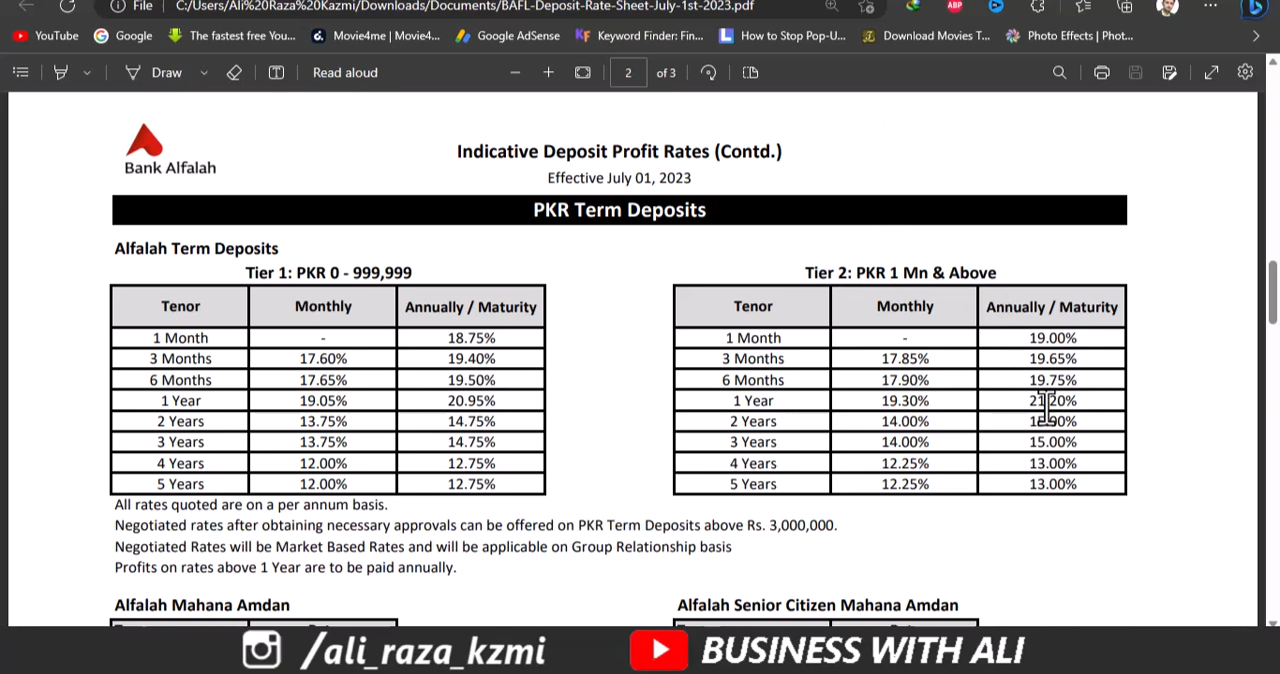 File C:/Users/Ali%20Raza%20Kazmi/Downloads/Documents/BAFL-Deposit-Rate-Sheet-July-1st-2023.pdf ABP
YouTube Google The fastest free You... Movie4me | Movie4... Google AdSense Keyword Finder: Fin... How to Stop Pop-U... Download Movies T... Photo Effects | Phot...
Draw Read aloud 2 of 3
Bank Alfalah
Indicative Deposit Profit Rates (Contd.)
Effective July 01, 2023
PKR Term Deposits
Alfalah Term Deposits
Tier 1: PKR 0 - 999,999
Tenor Monthly Annually / Maturity
1 Month - 18.75%
3 Months 17.60% 19.40%
6 Months 17.65% 19.50%
1 Year 19.05% 20.95%
2 Years 13.75% 14.75%
3 Years 13.75% 14.75%
4 Years 12.00% 12.75%
5 Years 12.00% 12.75%
Tier 2: PKR 1 Mn & Above
Tenor Monthly Annually / Maturity
1 Month - 19.00%
3 Months 17.85% 19.65%
6 Months 17.90% 19.75%
1 Year 19.30% 21.20%
2 Years 14.00%
3 Years 14.00% 15.00%
4 Years 12.25% 13.00%
5 Years 12.25% 13.00%
All rates quoted are on a per annum basis.
Negotiated rates after obtaining necessary approvals can be offered on PKR Term Deposits above Rs. 3,000,000.
Negotiated Rates will be Market Based Rates and will be applicable on Group Relationship basis
Profits on rates above 1 Year are to be paid annually.
Alfalah Mahana Amdan
Alfalah Senior Citizen Mahana Amdan
/ali_raza_kzmi BUSINESS WITH ALI